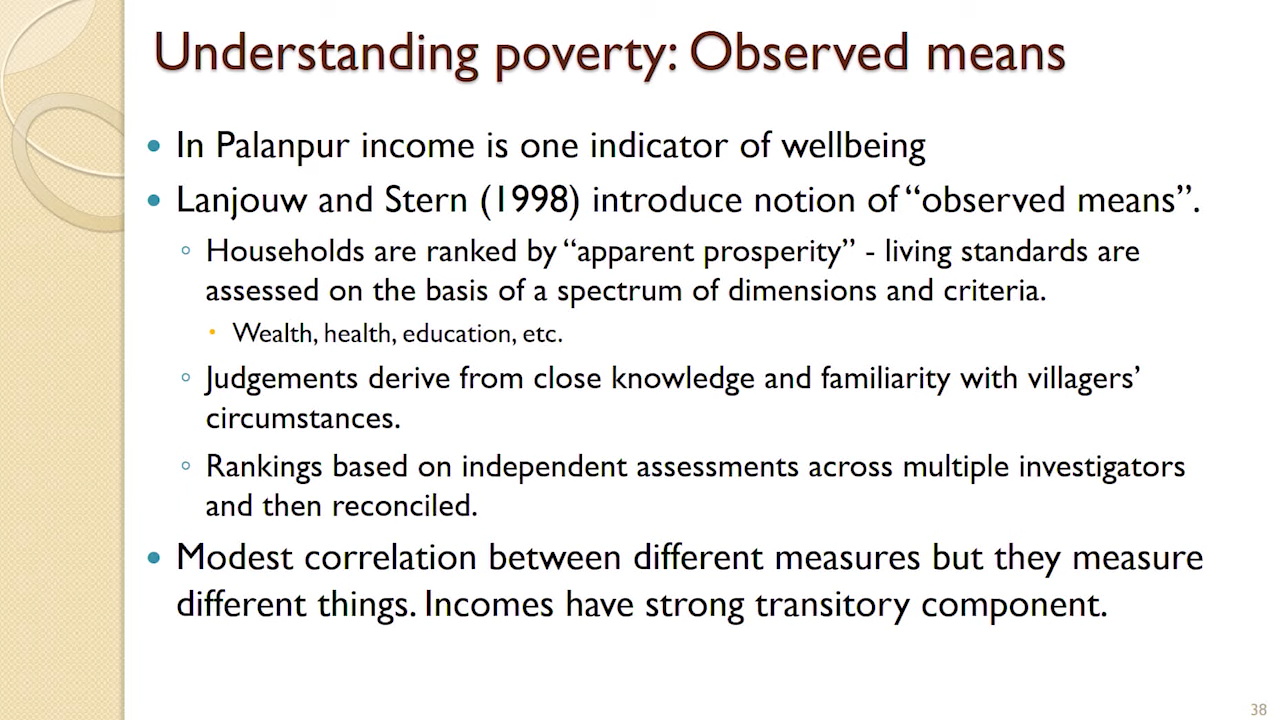 Understanding poverty: Observed means
• In Palanpur income is one indicator of wellbeing
• Lanjouw and Stern (1998) introduce notion of “observed means”.
◦ Households are ranked by “apparent prosperity” - living standards are
assessed on the basis of a spectrum of dimensions and criteria.
• Wealth, health, education, etc.
◦ Judgements derive from close knowledge and familiarity with villagers’
circumstances.
◦ Rankings based on independent assessments across multiple investigators
and then reconciled.
• Modest correlation between different measures but they measure
different things. Incomes have strong transitory component.
38